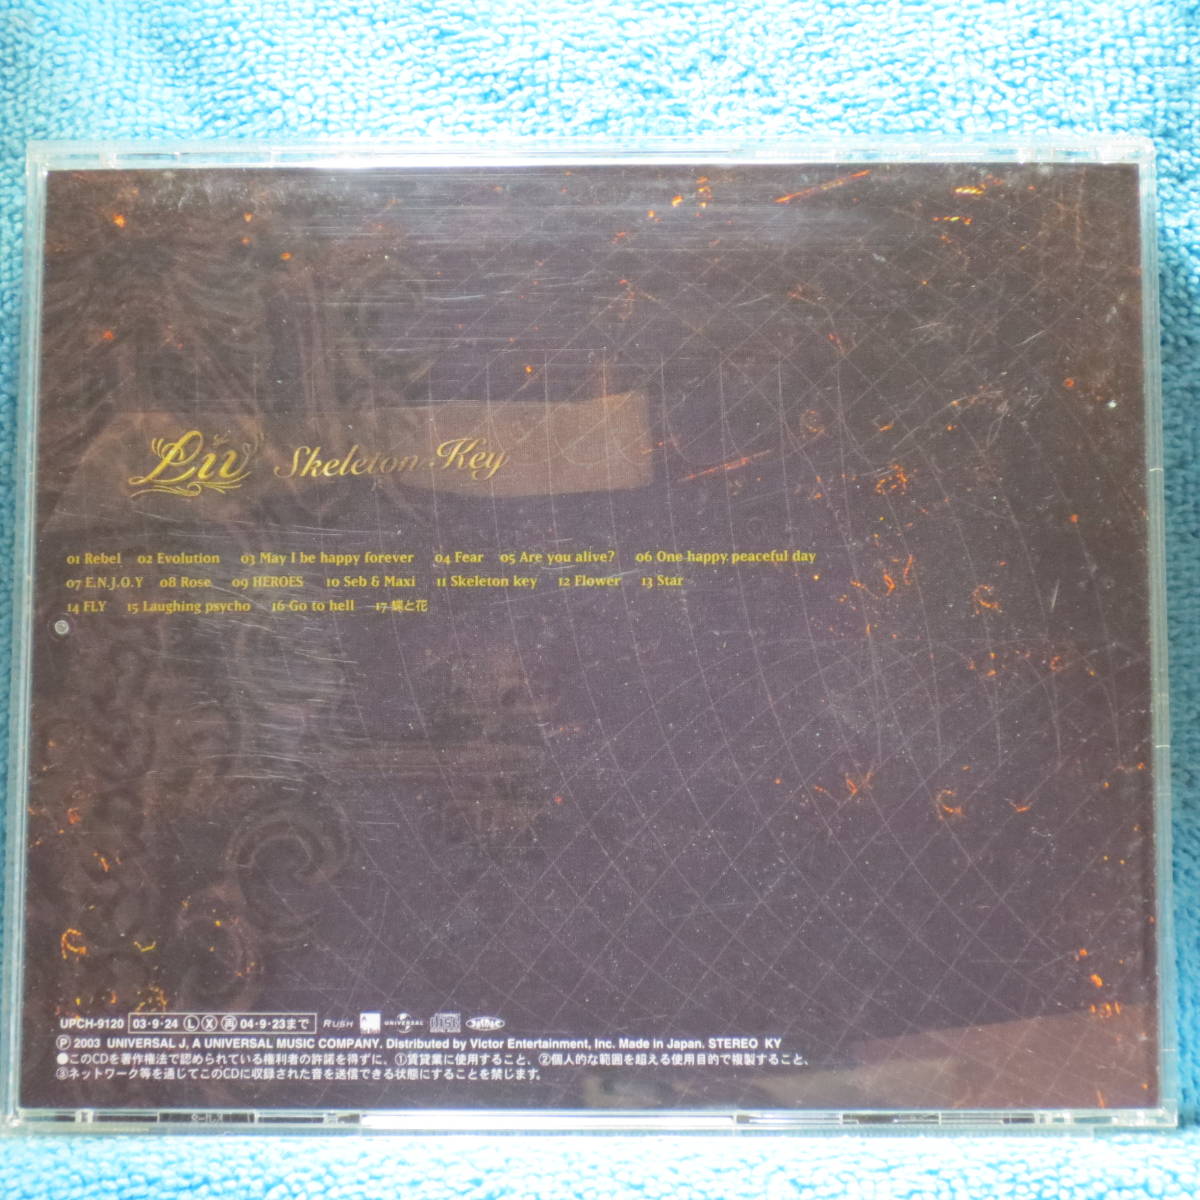 Liv Skeleton Key
01 Rebel 02 Evolution 03 May I be happy forever 04 Fear 05 Are you alive? 06 One happy, peaceful day
07 E.N.J.O.Y 08 Rose 09 HEROES 10 Seb & Maxi 11 Skeleton key 12 Flower 13 Star
14 FLY 15 Laughing psycho 16 Go to hell 17 蝶と花
UPCH-9120 03·9·24 Ⓛ Ⓧ ㊢ 04·9·23まで RUSH UNIVERSAL
Ⓟ 2003 UNIVERSAL J, A UNIVERSAL MUSIC COMPANY. Distributed by Victor Entertainment, Inc. Made in Japan. STEREO KY
●このCDを著作権法で認められている権利者の許諾を得ずに、①賃貸業に使用すること、②個人的な範囲を超える使用目的で複製すること、
③ネットワーク等を通じてこのCDに収録された音を送信できる状態にすることを禁じます。